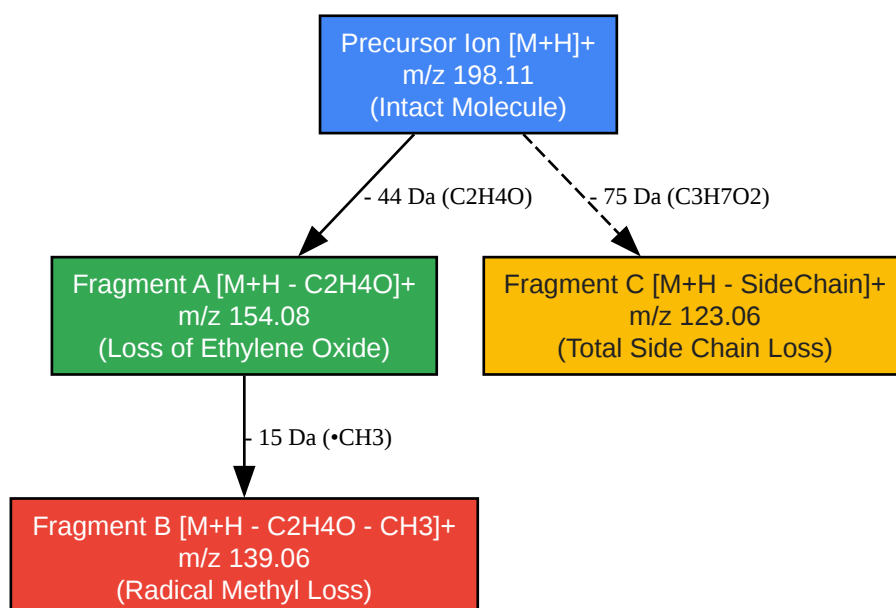 Precursor Ion [M+H]+
m/z 198.11
(Intact Molecule)
- 44 Da (C2H4O)
- 75 Da (C3H7O2)
Fragment A [M+H - C2H4O]+
m/z 154.08
(Loss of Ethylene Oxide)
Fragment C [M+H - SideChain]+
m/z 123.06
(Total Side Chain Loss)
- 15 Da (•CH3)
Fragment B [M+H - C2H4O - CH3]+
m/z 139.06
(Radical Methyl Loss)